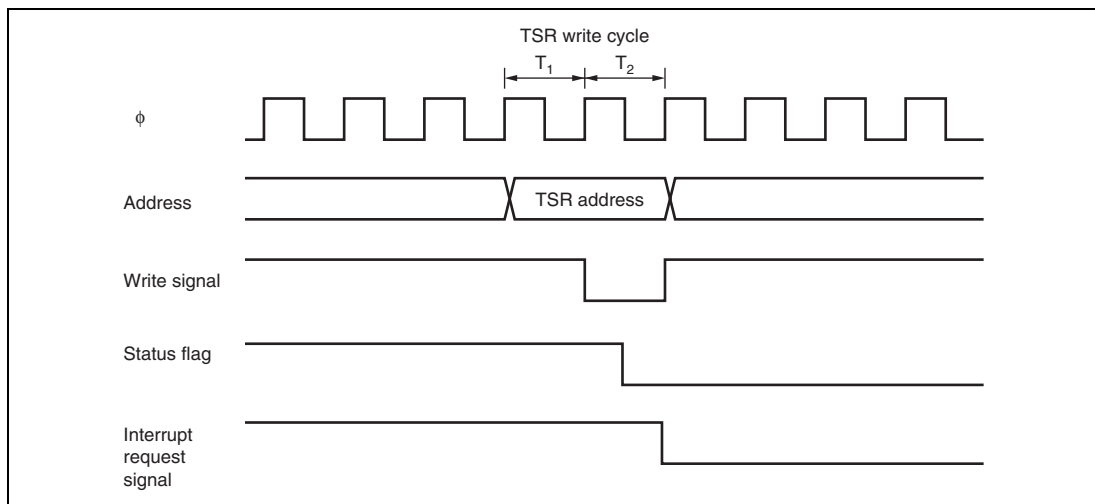 TSR write cycle
T1 T2
ϕ
Address
TSR address
Write signal
Status flag
Interrupt
request
signal